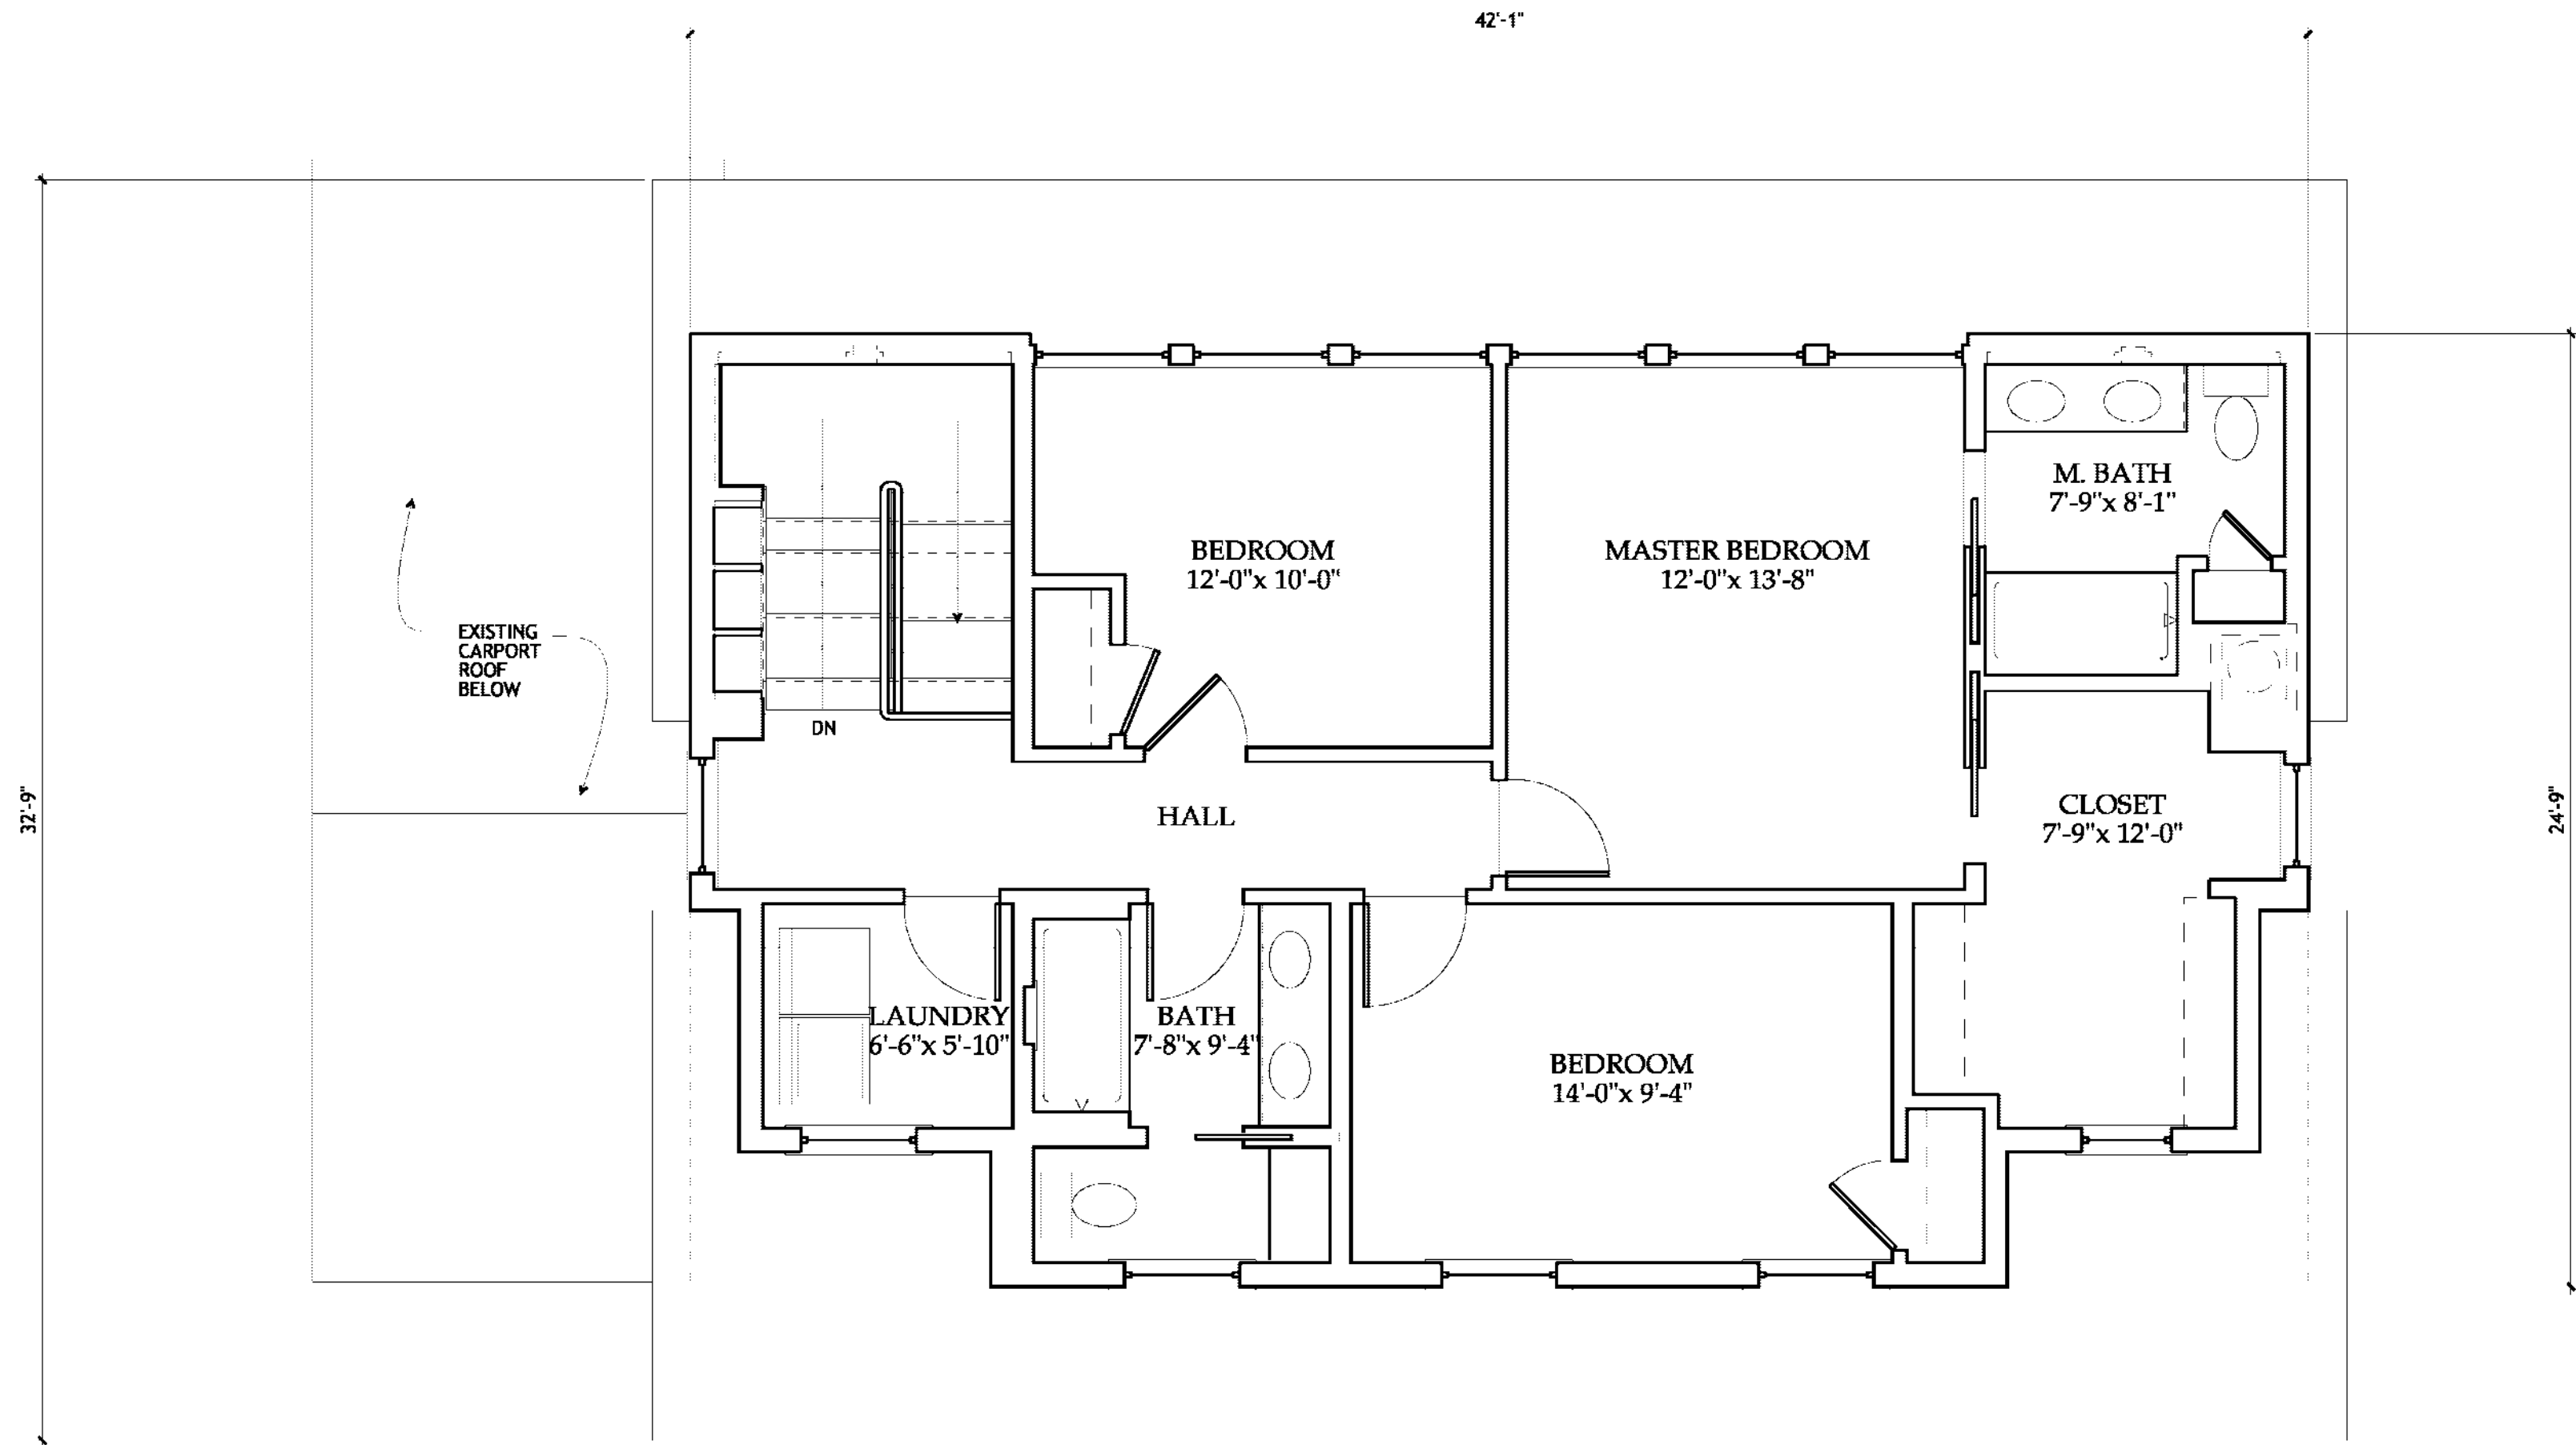 42'-1"
M. BATH
7'-9"x 8'-1"
BEDROOM
12'-0"x 10'-0"
MASTER BEDROOM
12'-0"x 13'-8"
EXISTING
CARPORT
ROOF
BELOW
DN
32'-9"
HALL
CLOSET
7'-9"x 12'-0"
24'-9"
LAUNDRY
6'-6"x 5'-10"
BATH
7'-8"x 9'-4"
BEDROOM
14'-0"x 9'-4"